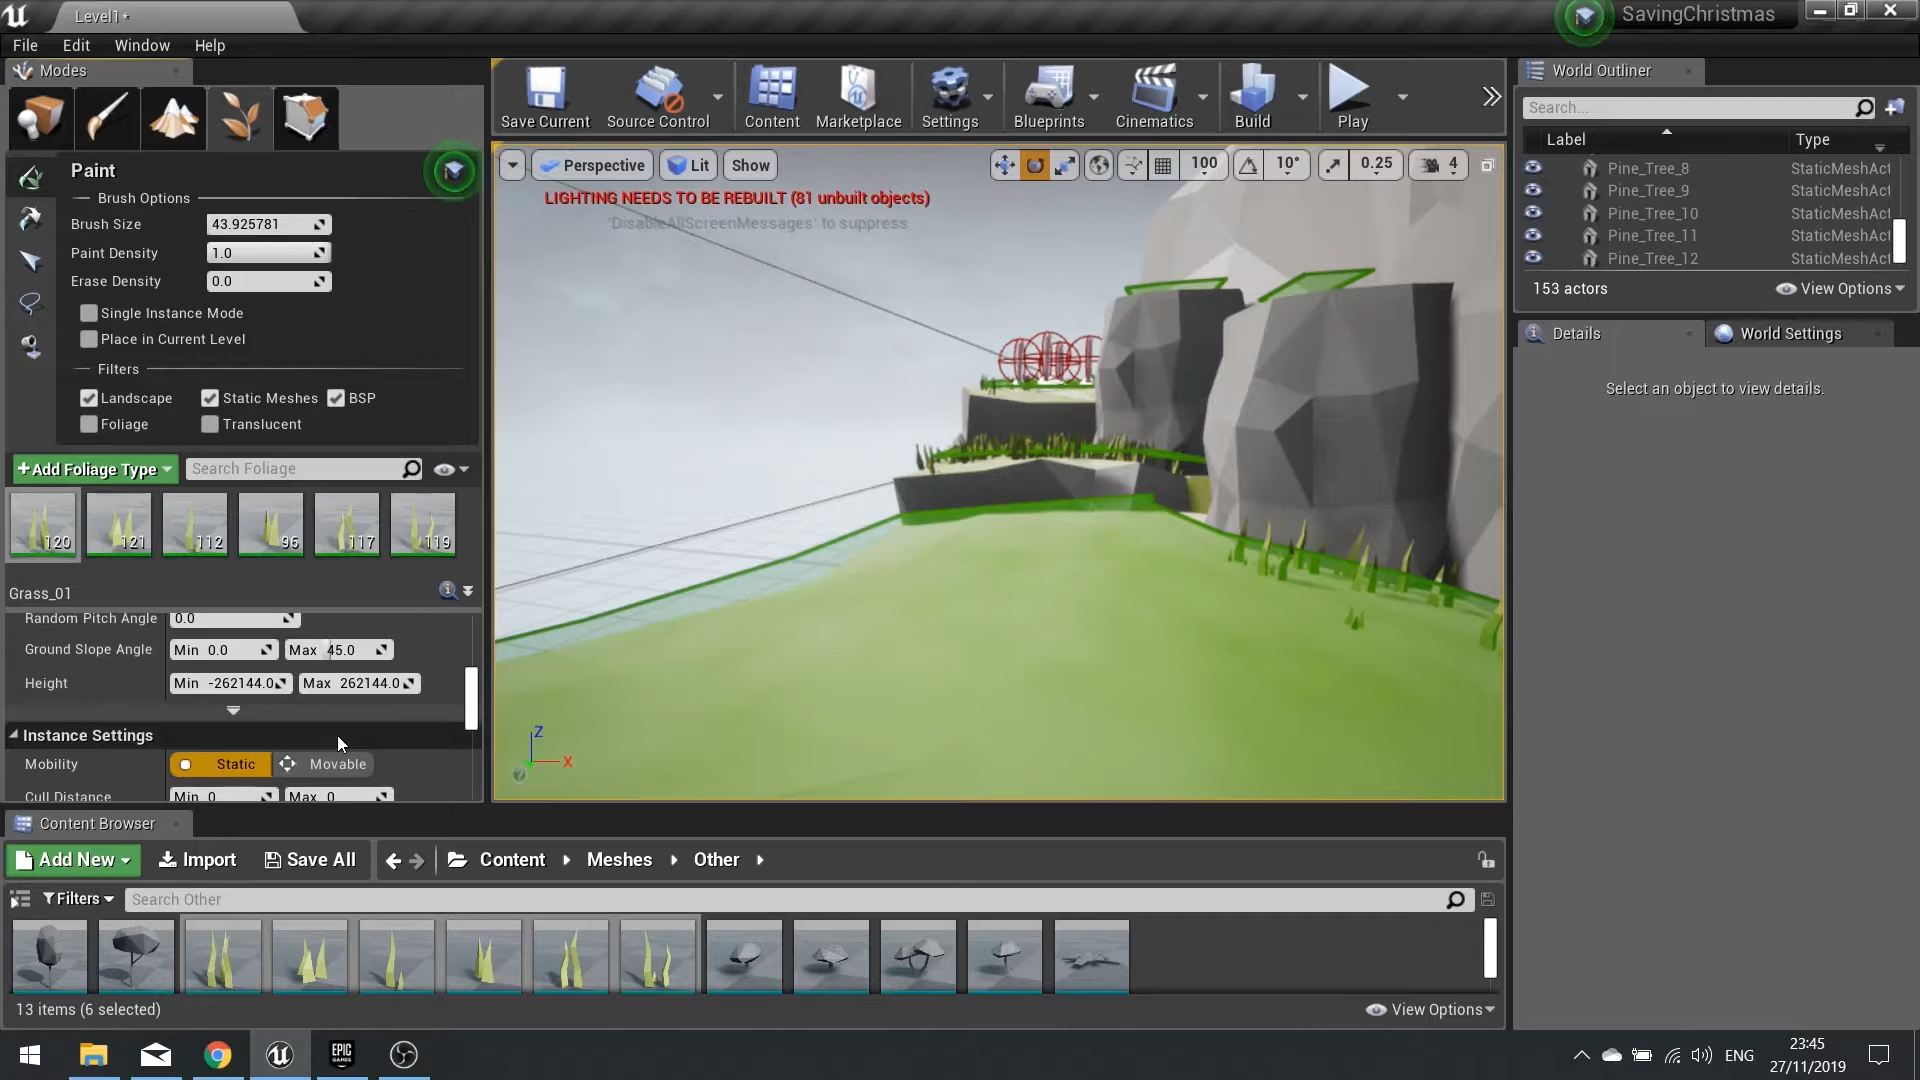 Level1*
SavingChristmas
File Edit Window Help
Modes
Save Current
Source Control
Content
Marketplace
Settings
Blueprints
Cinematics
Build
Play
Paint
Brush Options
Brush Size 43.925781
Paint Density 1.0
Erase Density 0.0
Single Instance Mode
Place in Current Level
Filters
Landscape Static Meshes BSP
Foliage Translucent
+Add Foliage Type Search Foliage
120 121 112 96 117 119
Grass_01
Random Pitch Angle 0.0
Ground Slope Angle Min 0.0 Max 45.0
Height Min -262144.0 Max 262144.0
Instance Settings
Mobility Static Movable
Cull Distance Min 0 Max 0
Perspective Lit Show
100 10° 0.25 4
LIGHTING NEEDS TO BE REBUILT (81 unbuilt objects)
'DisableAllScreenMessages' to suppress
Z
X
?
World Outliner
Search...
Label Type
Pine_Tree_8 StaticMeshAct
Pine_Tree_9 StaticMeshAct
Pine_Tree_10 StaticMeshAct
Pine_Tree_11 StaticMeshAct
Pine_Tree_12 StaticMeshAct
153 actors View Options
Details World Settings
Select an object to view details.
Content Browser
Add New Import Save All Content Meshes Other
Filters Search Other
13 items (6 selected) View Options
EPIC
GAMES
ENG
23:45
27/11/2019